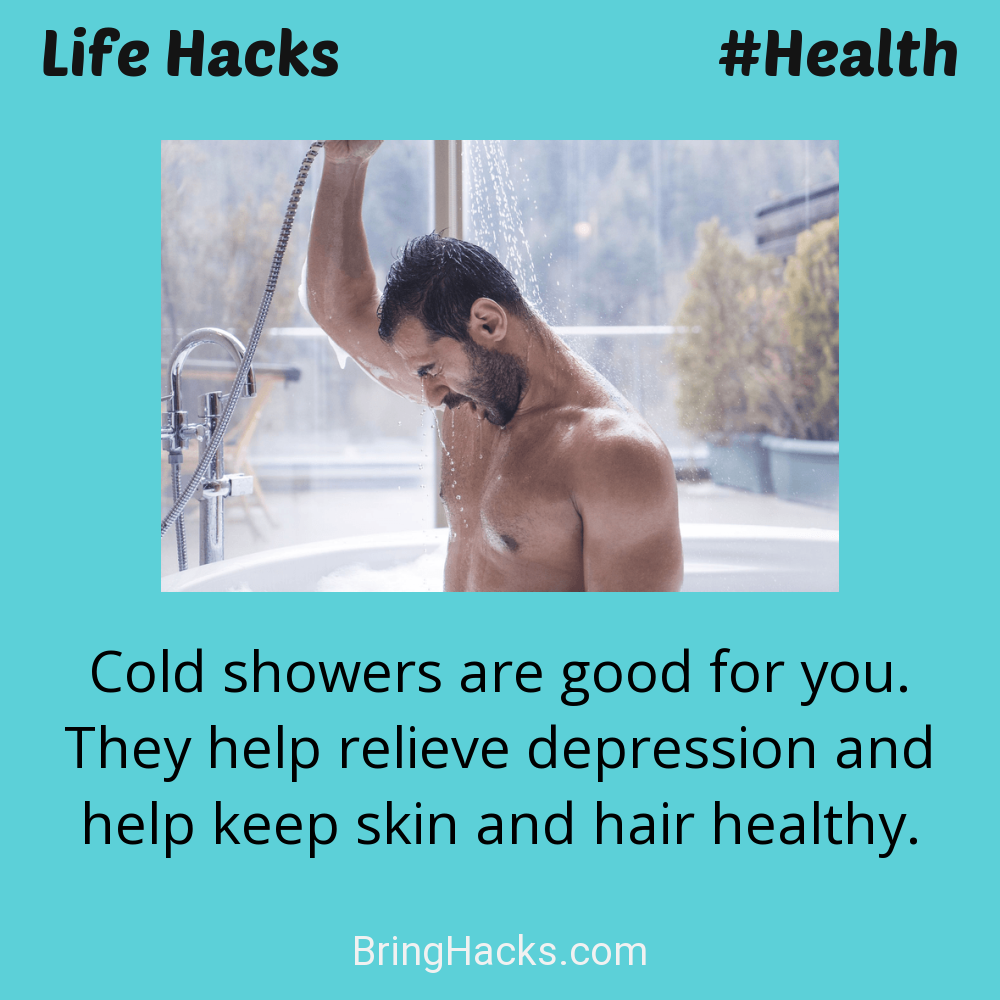 Life Hacks
#Health
Cold showers are good for you.
They help relieve depression and
help keep skin and hair healthy.
BringHacks.com